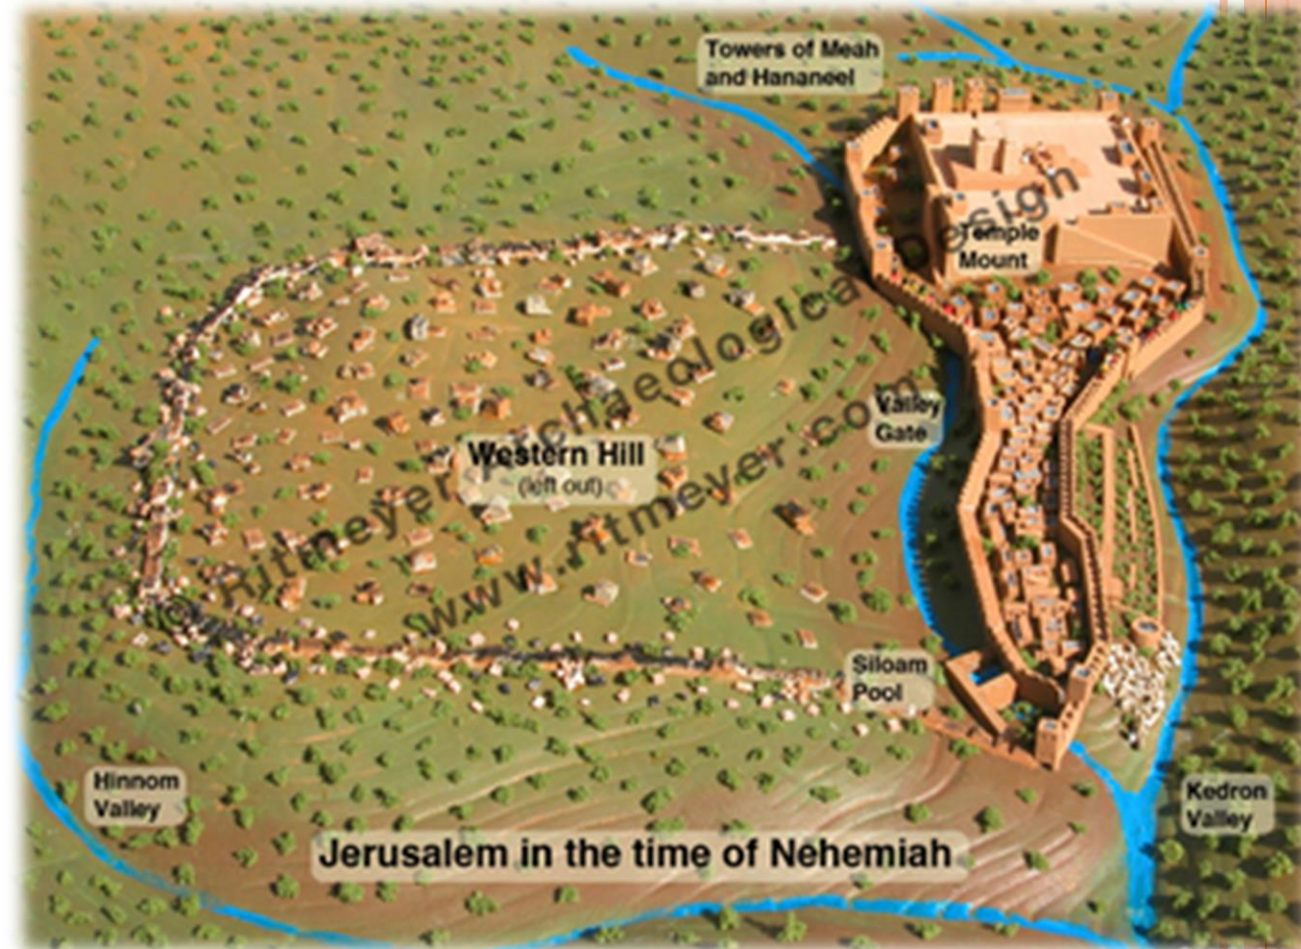 Towers of Meah
and Hananeel
Temple
Mount
Valley
Gate
Western Hill
(left out)
Siloam
Pool
Hinnom
Valley
Kedron
Valley
Jerusalem in the time of Nehemiah
© Ritmeyer Archaeological Design
www.ritmeyer.com